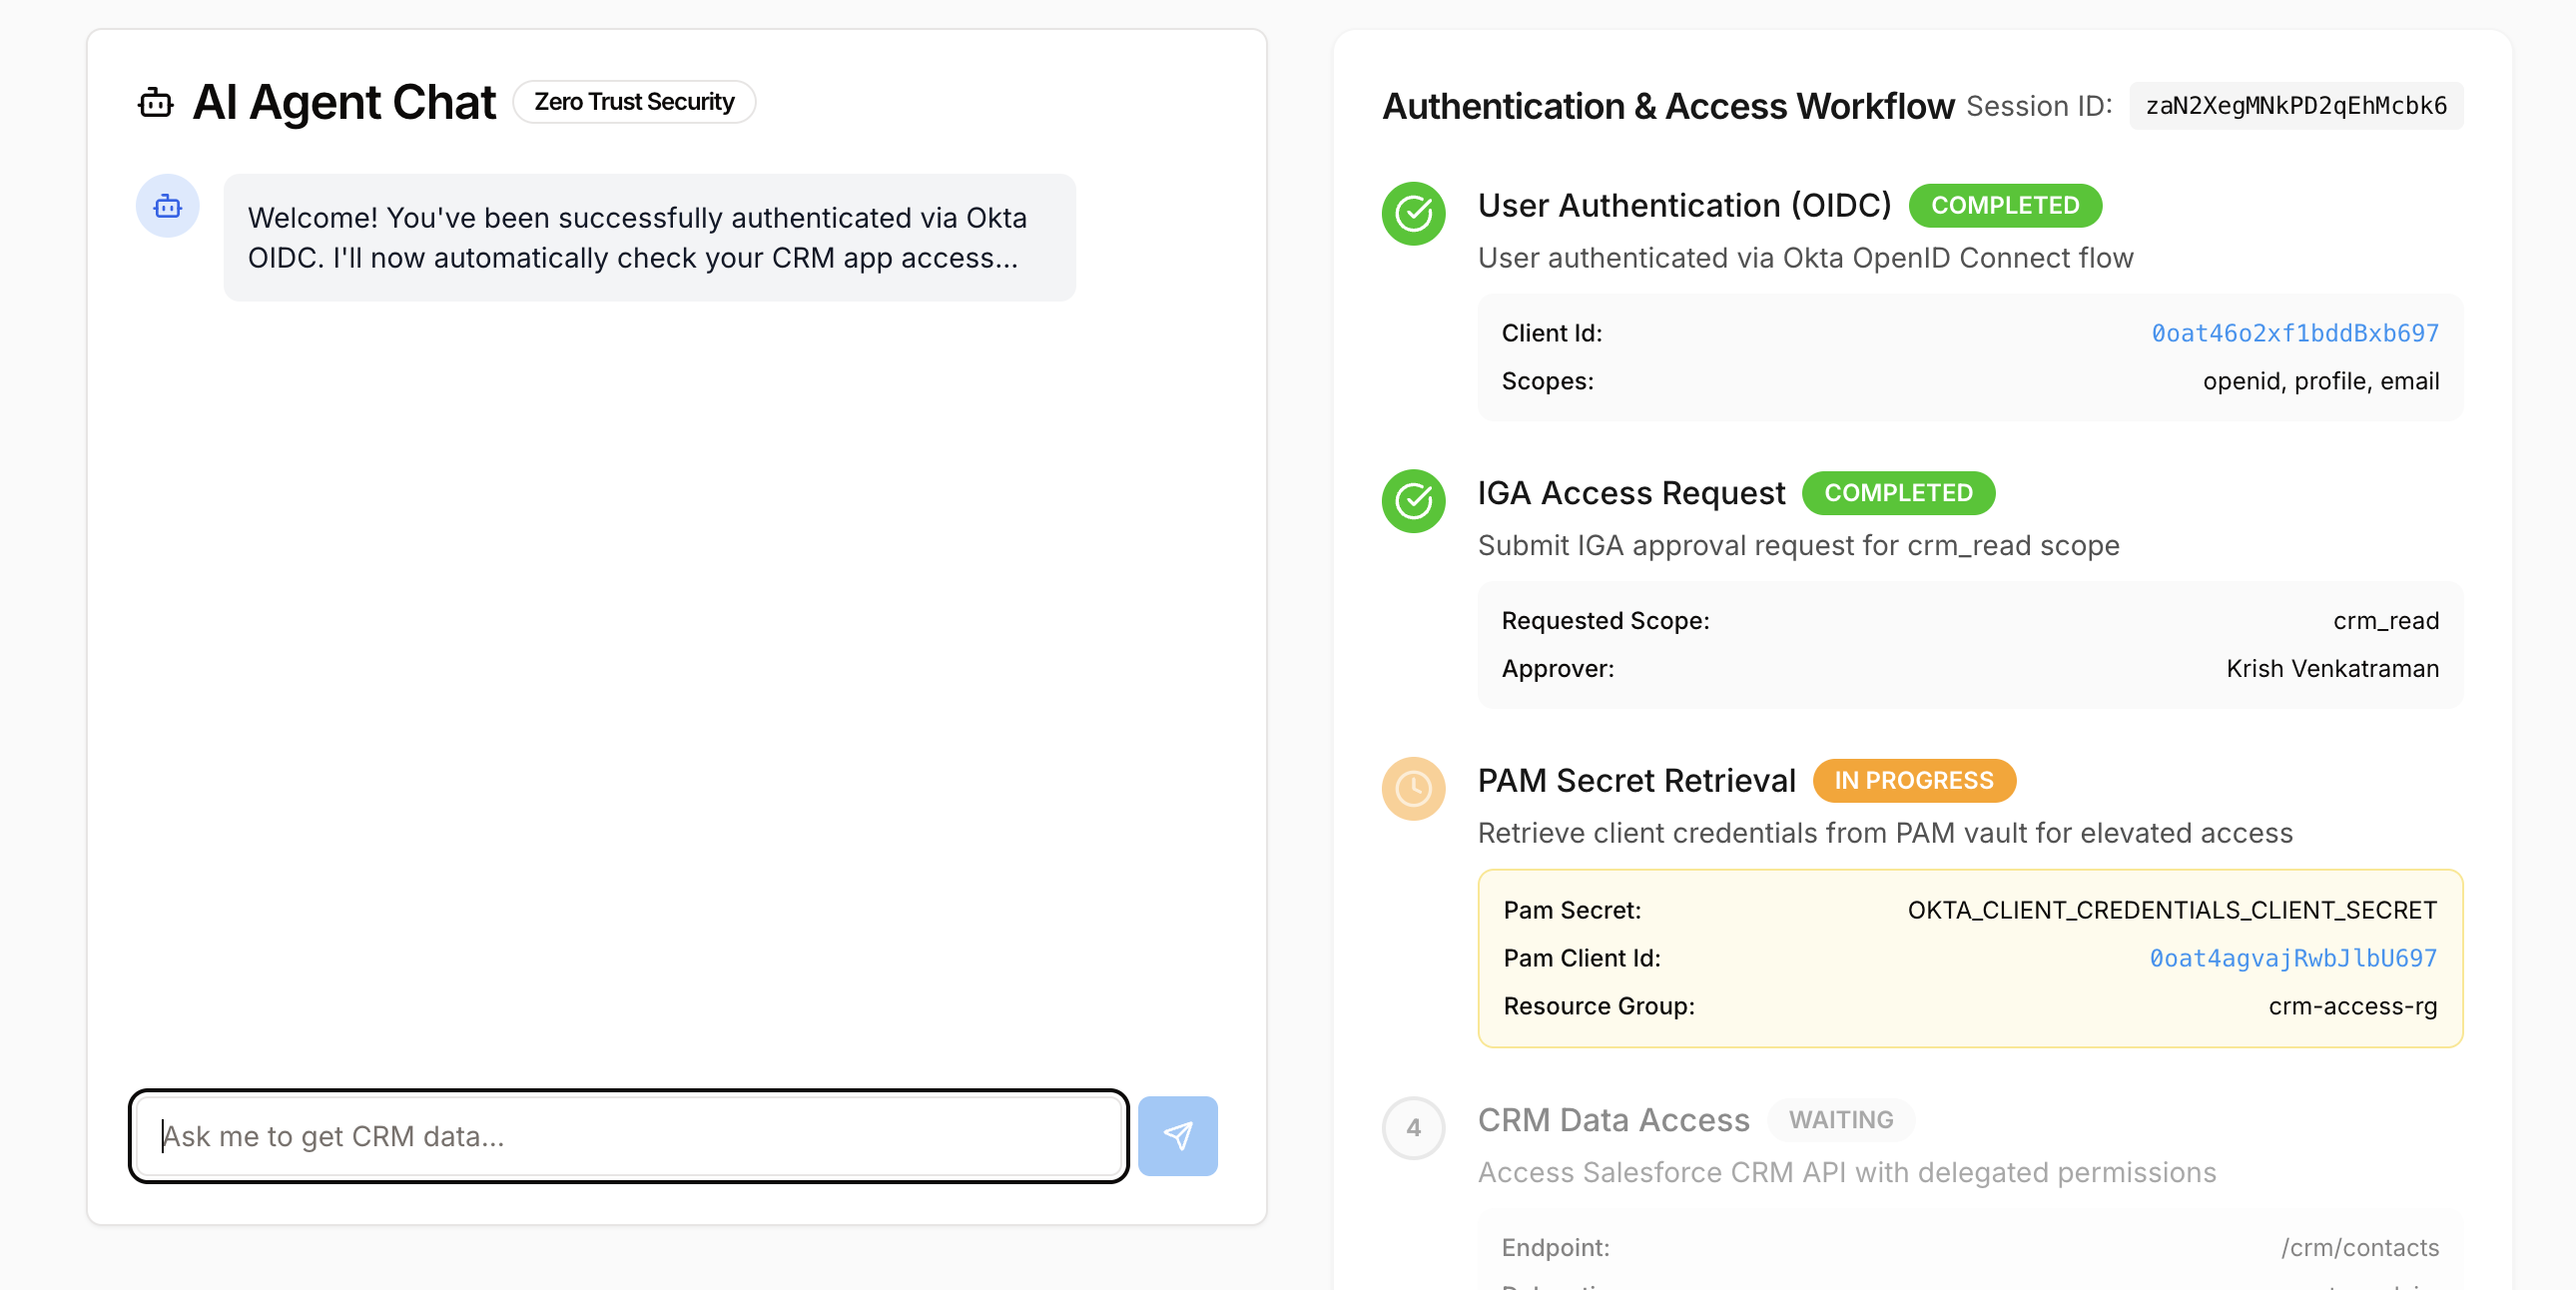 AI Agent Chat
Zero Trust Security
Welcome! You've been successfully authenticated via Okta
OIDC. I'll now automatically check your CRM app access...
Ask me to get CRM data...
Authentication & Access Workflow Session ID: zaN2XegMNkPD2qEhMcbk6
User Authentication (OIDC) COMPLETED
User authenticated via Okta OpenID Connect flow
Client Id: 0oat46o2xf1bddBxb697
Scopes: openid, profile, email
IGA Access Request COMPLETED
Submit IGA approval request for crm_read scope
Requested Scope: crm_read
Approver: Krish Venkatraman
PAM Secret Retrieval IN PROGRESS
Retrieve client credentials from PAM vault for elevated access
Pam Secret: OKTA_CLIENT_CREDENTIALS_CLIENT_SECRET
Pam Client Id: 0oat4agvajRwbJlbU697
Resource Group: crm-access-rg
4 CRM Data Access WAITING
Access Salesforce CRM API with delegated permissions
Endpoint: /crm/contacts